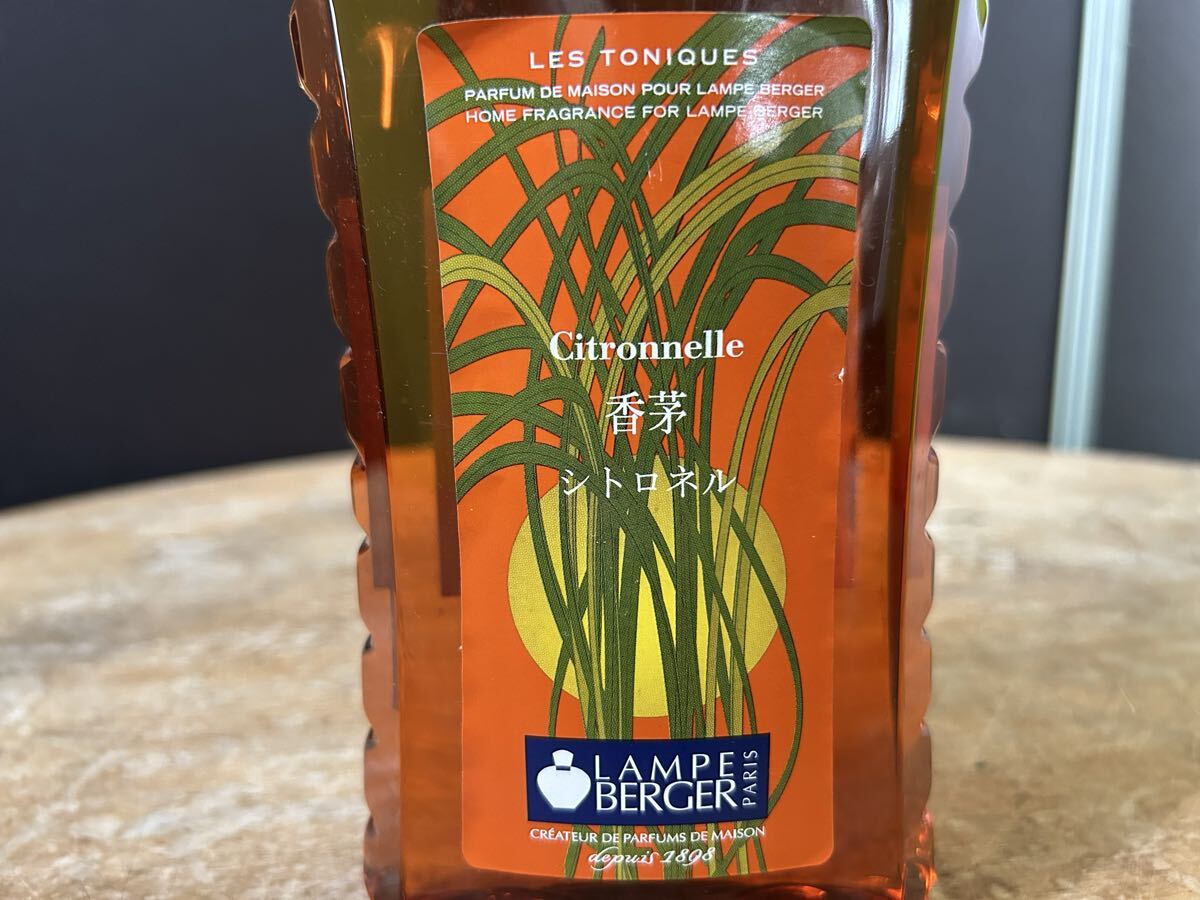 LES TONIQUES
PARFUM DE MAISON POUR LAMPE BERGER
HOME FRAGRANCE FOR LAMPE BERGER
Citronnelle
香茅
シトロネル
LAMPE
BERGER
PARIS
CRÉATEUR DE PARFUMS DE MAISON
depuis 1898